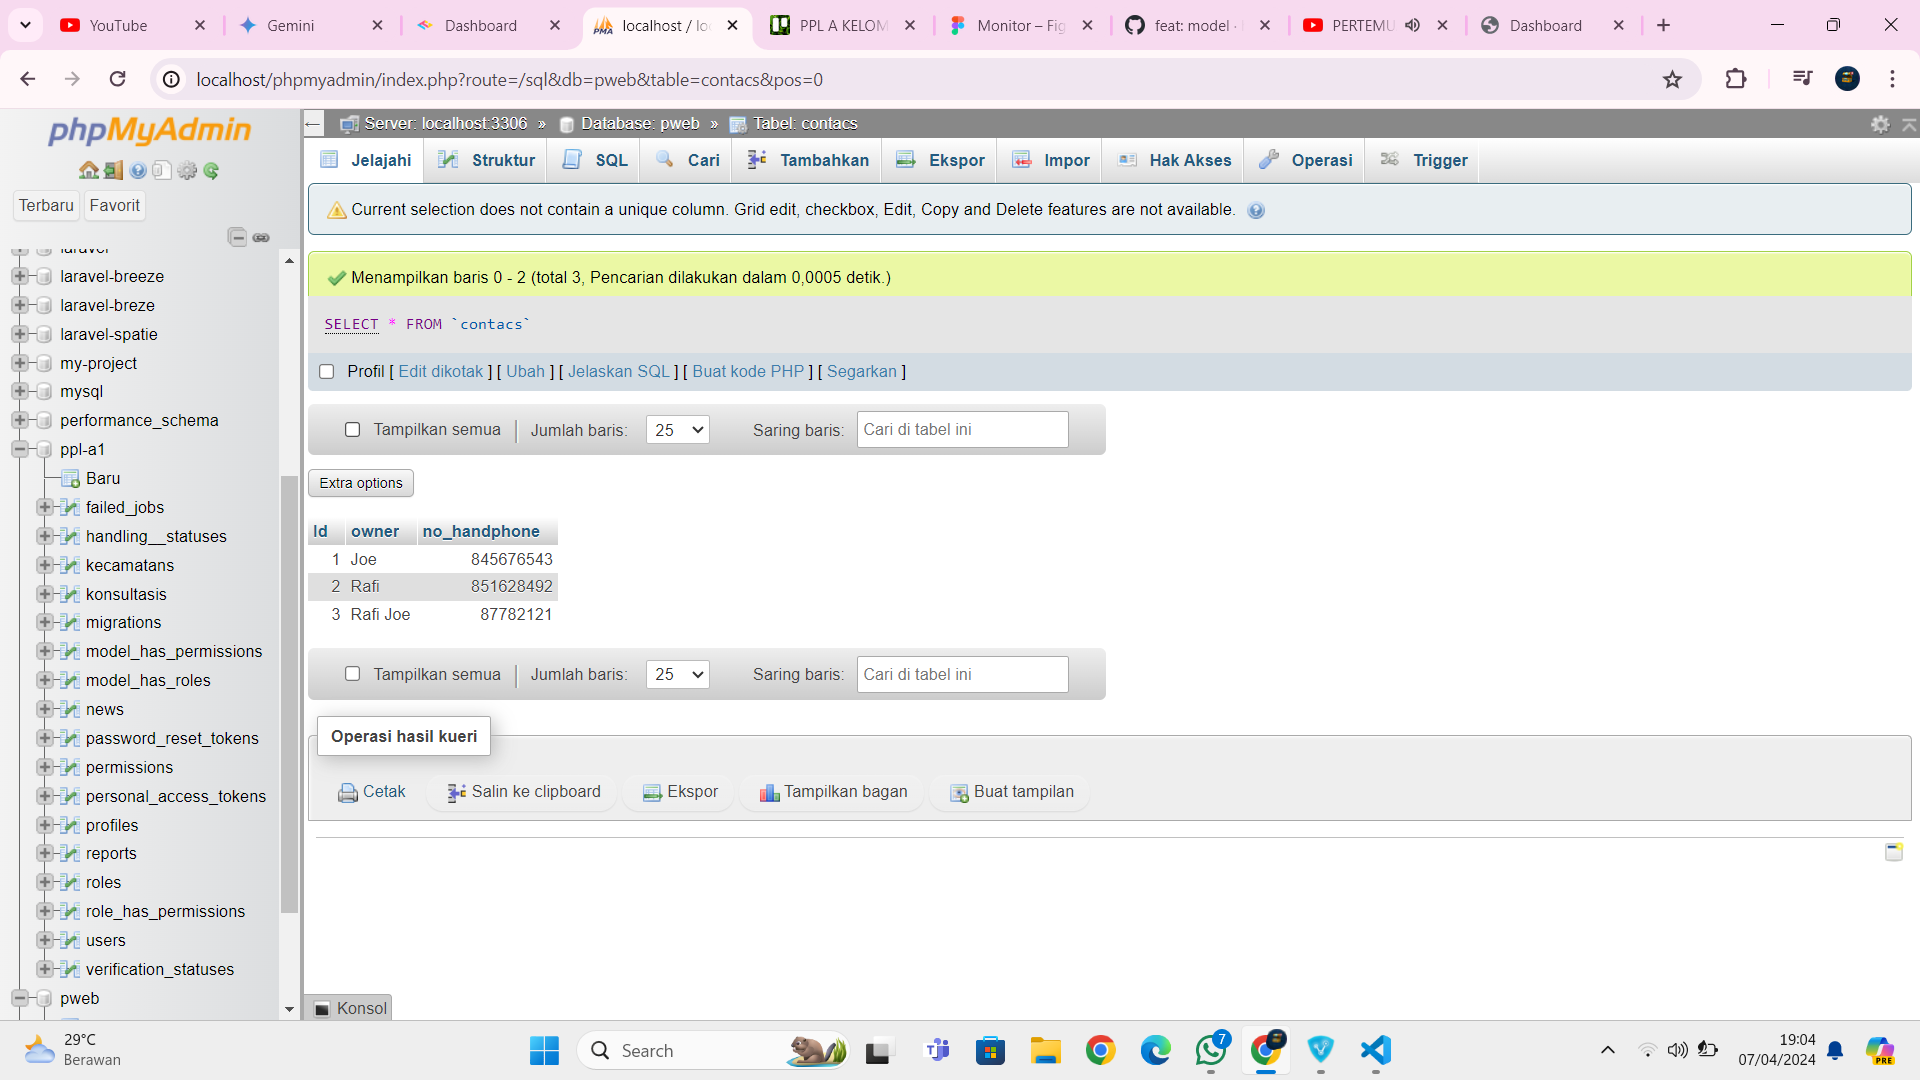 YouTube
Gemini
Dashboard
localhost / loc
PPL A KELOM
Monitor – Fig
feat: model ·
PERTEMU
Dashboard
localhost/phpmyadmin/index.php?route=/sql&db=pweb&table=contacs&pos=0
phpMyAdmin
Terbaru
Favorit
laravel
laravel-breeze
laravel-breze
laravel-spatie
my-project
mysql
performance_schema
ppl-a1
Baru
failed_jobs
handling__statuses
kecamatans
konsultasis
migrations
model_has_permissions
model_has_roles
news
password_reset_tokens
permissions
personal_access_tokens
profiles
reports
roles
role_has_permissions
users
verification_statuses
pweb
Server: localhost:3306 » Database: pweb » Tabel: contacs
Jelajahi Struktur SQL Cari Tambahkan Ekspor Impor Hak Akses Operasi Trigger
Current selection does not contain a unique column. Grid edit, checkbox, Edit, Copy and Delete features are not available.
Menampilkan baris 0 - 2 (total 3, Pencarian dilakukan dalam 0,0005 detik.)
SELECT * FROM `contacs`
Profil [ Edit dikotak ] [ Ubah ] [ Jelaskan SQL ] [ Buat kode PHP ] [ Segarkan ]
Tampilkan semua Jumlah baris: 25 Saring baris: Cari di tabel ini
Extra options
Id owner no_handphone
1 Joe 845676543
2 Rafi 851628492
3 Rafi Joe 87782121
Tampilkan semua Jumlah baris: 25 Saring baris: Cari di tabel ini
Operasi hasil kueri
Cetak Salin ke clipboard Ekspor Tampilkan bagan Buat tampilan
Konsol
29°C
Berawan
Search
7
19:04
07/04/2024
PRE